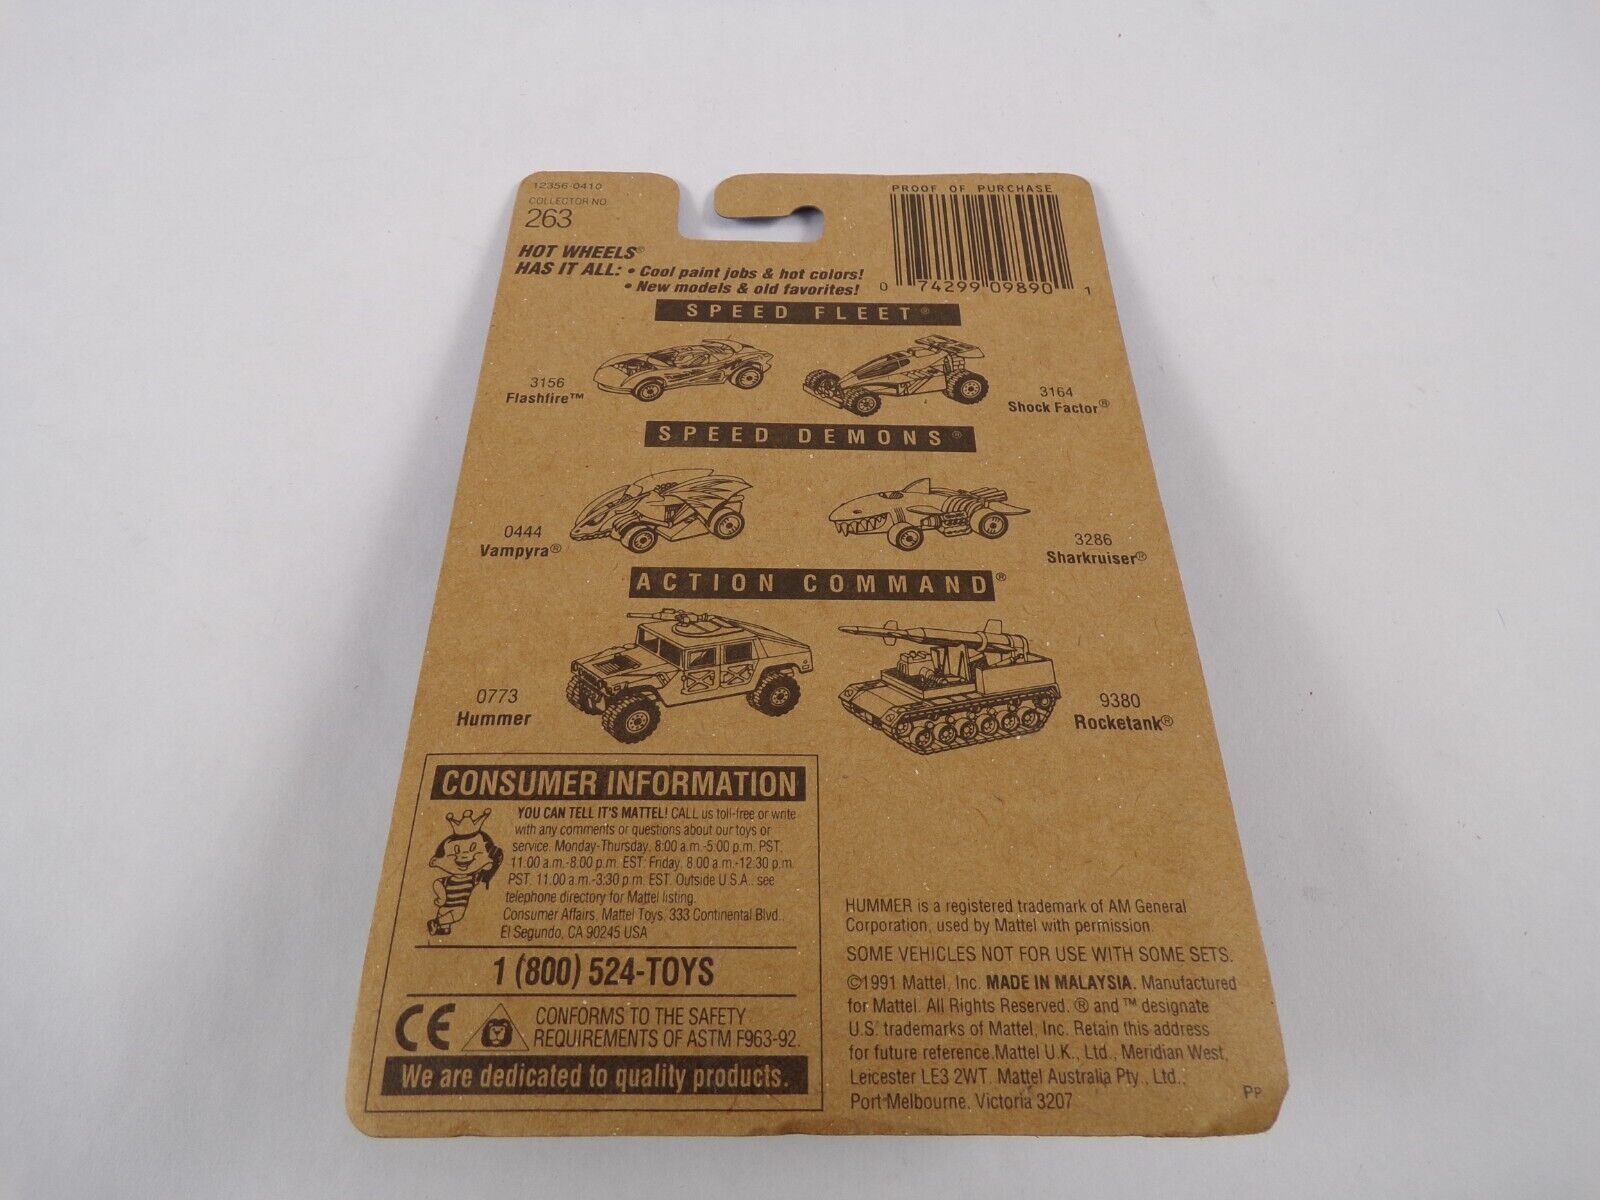 12356-0410
COLLECTOR NO.
263
PROOF OF PURCHASE
0 74299 09890 1
HOT WHEELS®
HAS IT ALL: • Cool paint jobs & hot colors!
• New models & old favorites!
SPEED FLEET®
3156
Flashfire™
3164
Shock Factor®
SPEED DEMONS®
0444
Vampyra®
3286
Sharkruiser®
ACTION COMMAND®
0773
Hummer
9380
Rocketank®
CONSUMER INFORMATION
YOU CAN TELL IT'S MATTEL! CALL us toll-free or write
with any comments or questions about our toys or
service. Monday-Thursday, 8:00 a.m.-5:00 p.m. PST,
11:00 a.m.-8:00 p.m. EST: Friday, 8:00 a.m.-12:30 p.m.
PST, 11:00 a.m.-3:30 p.m. EST. Outside U.S.A., see
telephone directory for Mattel listing.
Consumer Affairs, Mattel Toys, 333 Continental Blvd.,
El Segundo, CA 90245 USA
1 (800) 524-TOYS
CE CONFORMS TO THE SAFETY
REQUIREMENTS OF ASTM F963-92.
We are dedicated to quality products.
HUMMER is a registered trademark of AM General
Corporation, used by Mattel with permission.
SOME VEHICLES NOT FOR USE WITH SOME SETS.
©1991 Mattel, Inc. MADE IN MALAYSIA. Manufactured
for Mattel. All Rights Reserved. ® and ™ designate
U.S. trademarks of Mattel, Inc. Retain this address
for future reference. Mattel U.K., Ltd., Meridian West,
Leicester LE3 2WT. Mattel Australia Pty., Ltd.,
Port Melbourne, Victoria 3207
PP